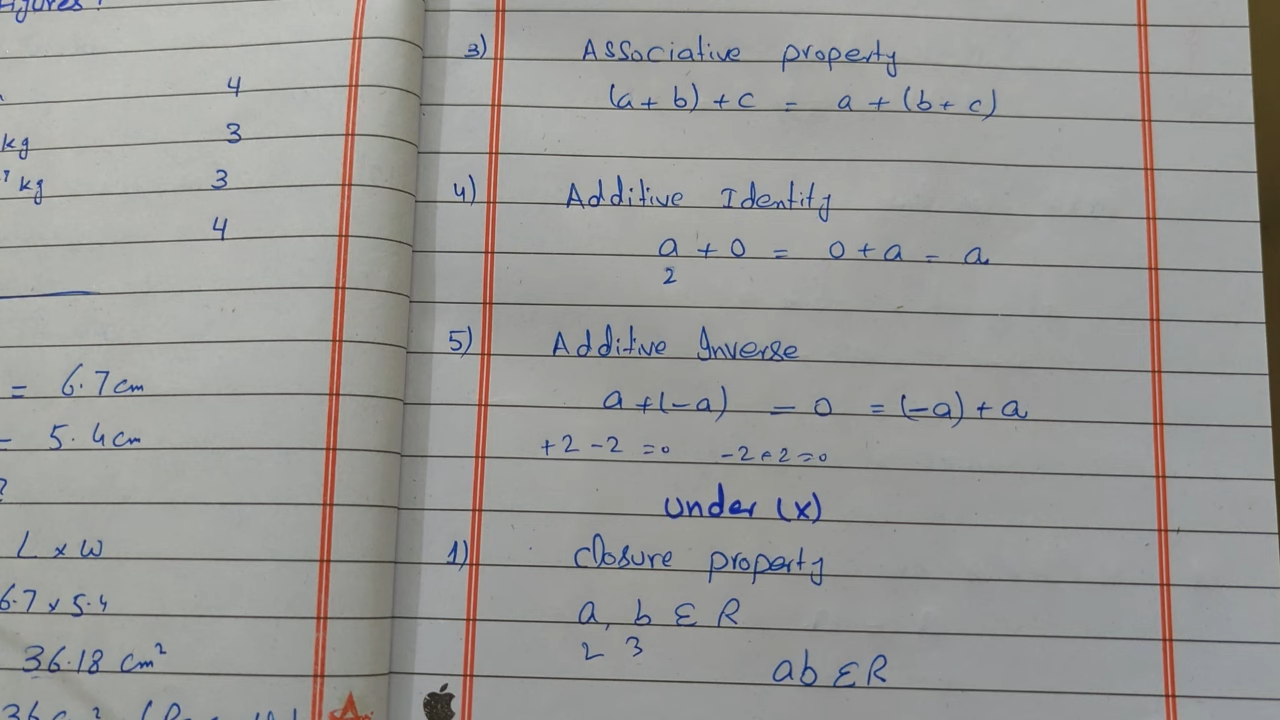 Figures:
4
kg 3
kg 3
4
= 6.7cm
= 5.4cm
?
L x W
6.7 x 5.4
36.18 cm²
3) Associative property
(a + b) + c = a + (b + c)
4) Additive Identity
a + 0 = 0 + a = a
2
5) Additive Inverse
a + (-a) = 0 = (-a) + a
+2 -2 =0 -2+2=0
Under (x)
1) Closure property
a, b ∈ R
2 3
ab ∈ R